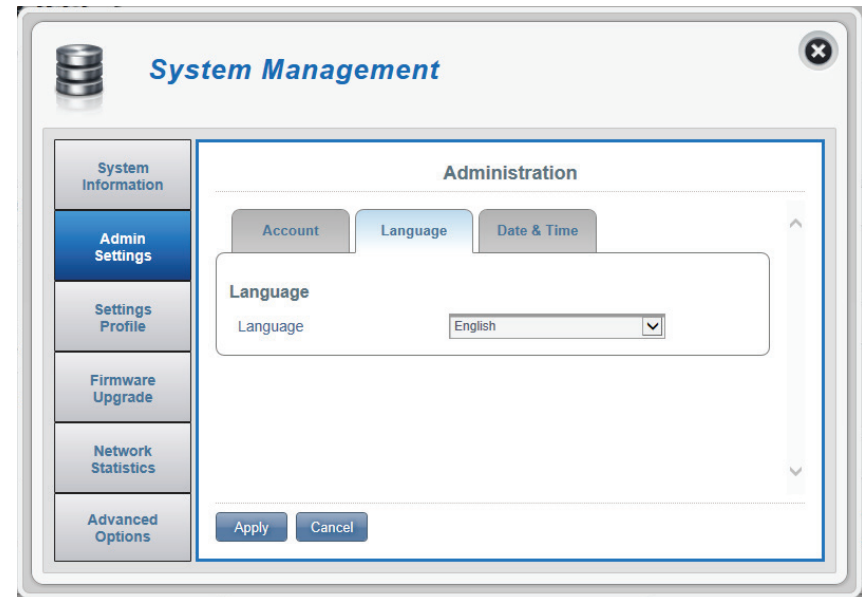 System Management
System
Information
Admin
Settings
Settings
Profile
Firmware
Upgrade
Network
Statistics
Advanced
Options
Administration
Account Language Date & Time
Language
Language English
Apply Cancel